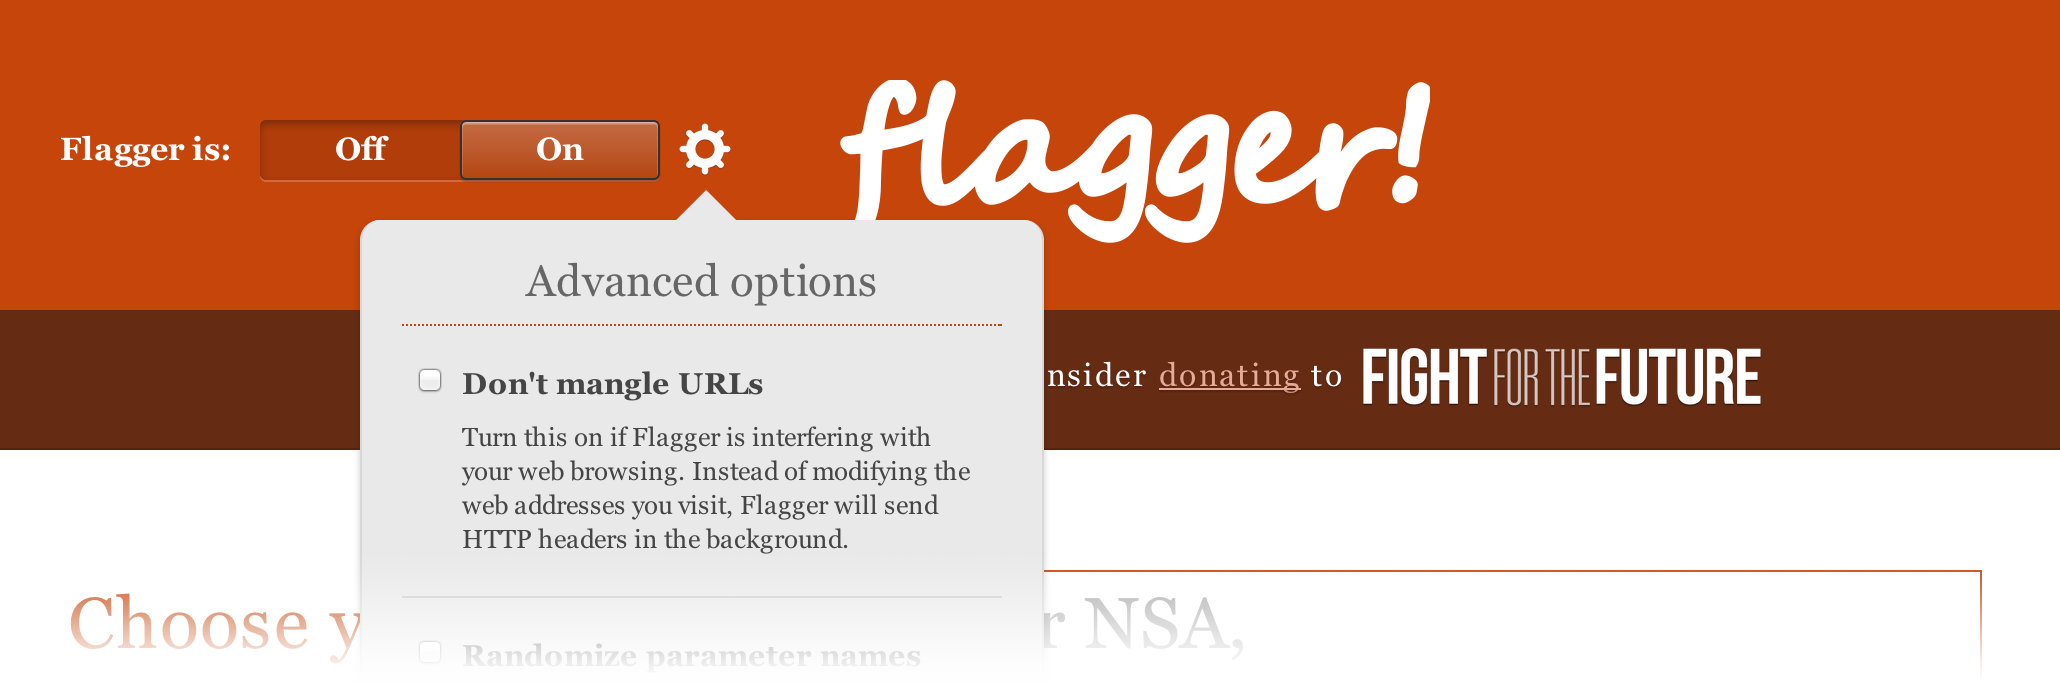 Flagger is:
Off
On
flagger!
Advanced options
Don't mangle URLs
Turn this on if Flagger is interfering with
your web browsing. Instead of modifying the
web addresses you visit, Flagger will send
HTTP headers in the background.
Randomize parameter names
donating to
FIGHT FOR THE FUTURE
Choose
NSA,